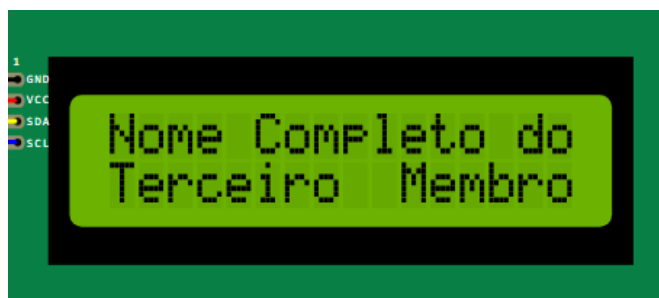 1
GND
VCC
SDA
SCL
Nome Completo do
Terceiro  Membro